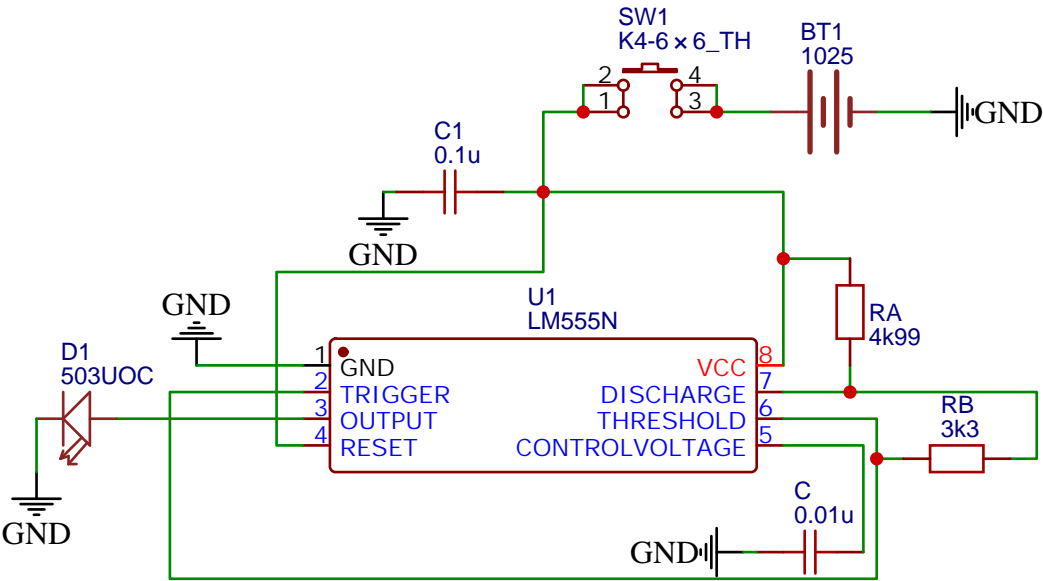 SW1
K4-6×6_TH
BT1
1025
2
4
1
3
GND
C1
0.1u
GND
GND
U1
LM555N
RA
4k99
D1
503UOC
1
GND
VCC
8
2
TRIGGER
DISCHARGE
7
3
OUTPUT
THRESHOLD
6
4
RESET
CONTROLVOLTAGE
5
RB
3k3
C
0.01u
GND
GND